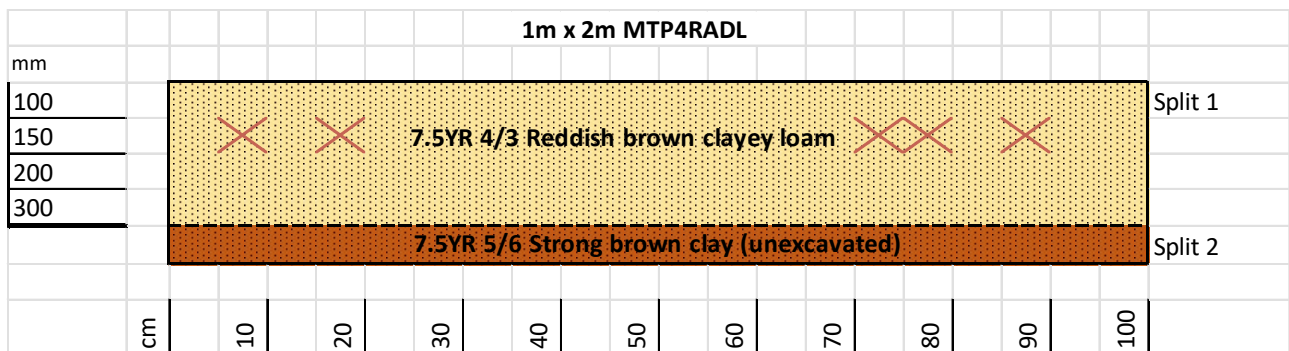 1m x 2m MTP4RADL
mm
100
Split 1
150
7.5YR 4/3 Reddish brown clayey loam
200
300
7.5YR 5/6 Strong brown clay (unexcavated)
Split 2
cm 10 20 30 40 50 60 70 80 90 100